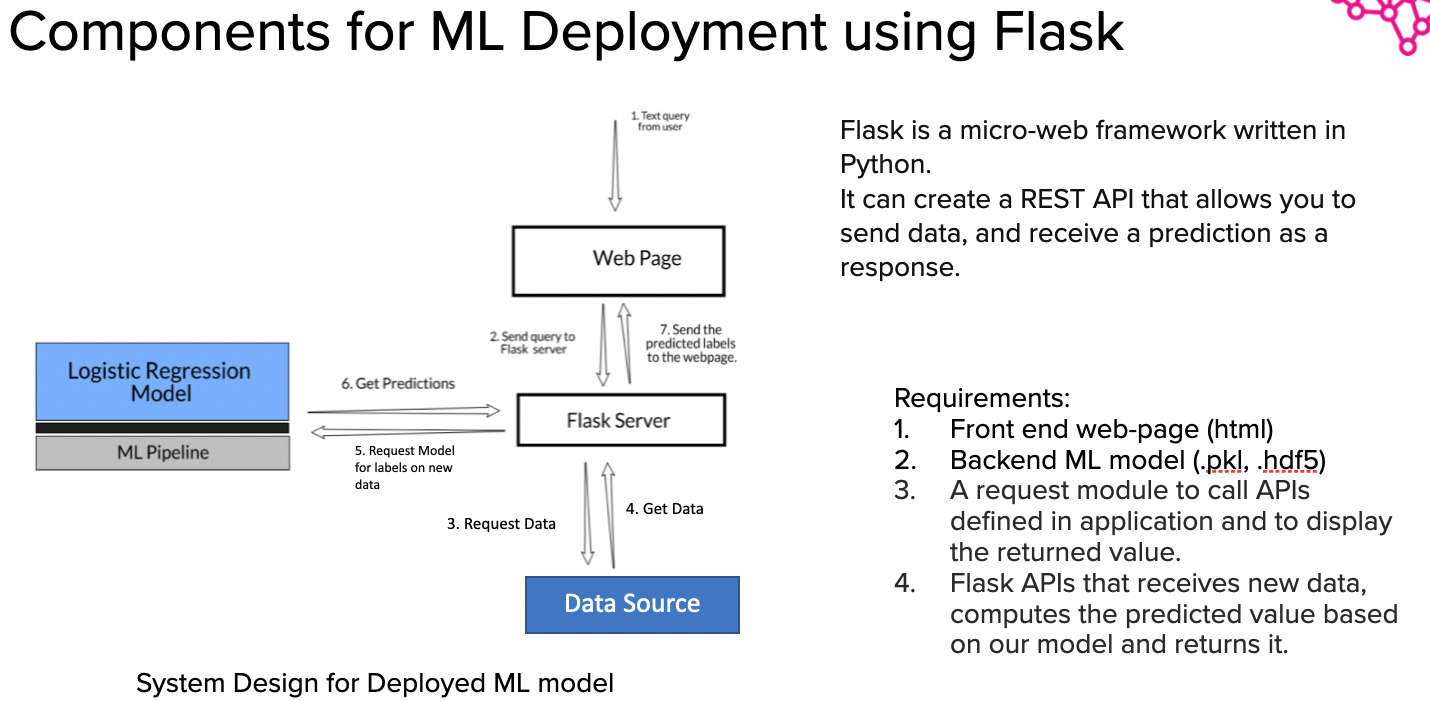 Components for ML Deployment using Flask
1. Text query
from user
Web Page
2. Send query to
Flask server
7. Send the
predicted labels
to the webpage.
Logistic Regression
Model
ML Pipeline
6. Get Predictions
5. Request Model
for labels on new
data
Flask Server
3. Request Data
4. Get Data
Data Source
System Design for Deployed ML model
Flask is a micro-web framework written in
Python.
It can create a REST API that allows you to
send data, and receive a prediction as a
response.
Requirements:
1. Front end web-page (html)
2. Backend ML model (.pkl, .hdf5)
3. A request module to call APIs
defined in application and to display
the returned value.
4. Flask APIs that receives new data,
computes the predicted value based
on our model and returns it.